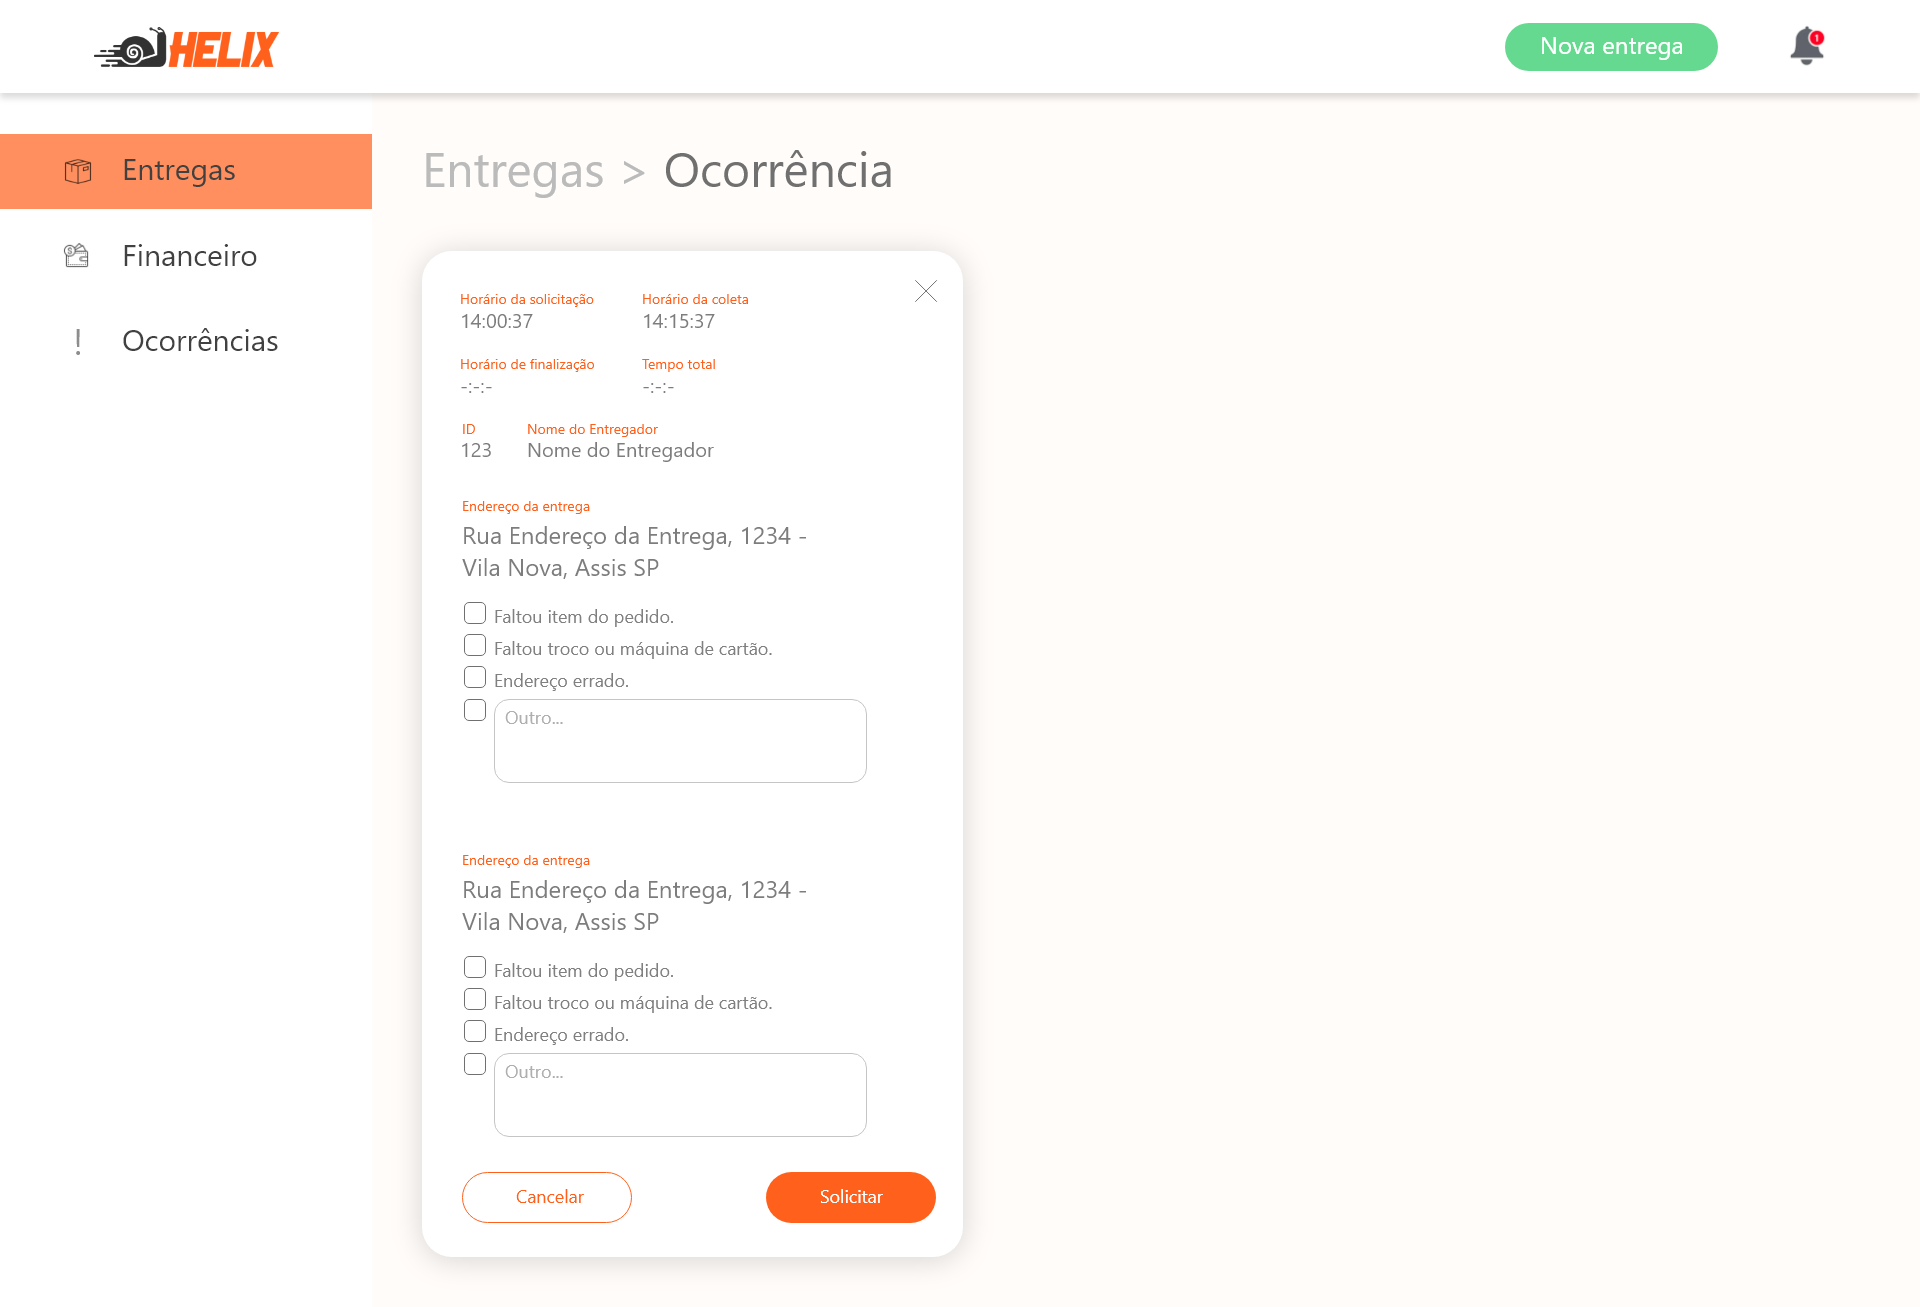 HELIX
Nova entrega
1
Entregas
Financeiro
Ocorrências
Entregas > Ocorrência
Horário da solicitação
14:00:37
Horário da coleta
14:15:37
Horário de finalização
-:-:-
Tempo total
-:-:-
ID
123
Nome do Entregador
Nome do Entregador
Endereço da entrega
Rua Endereço da Entrega, 1234 -
Vila Nova, Assis SP
Faltou item do pedido.
Faltou troco ou máquina de cartão.
Endereço errado.
Outro...
Endereço da entrega
Rua Endereço da Entrega, 1234 -
Vila Nova, Assis SP
Faltou item do pedido.
Faltou troco ou máquina de cartão.
Endereço errado.
Outro...
Cancelar
Solicitar